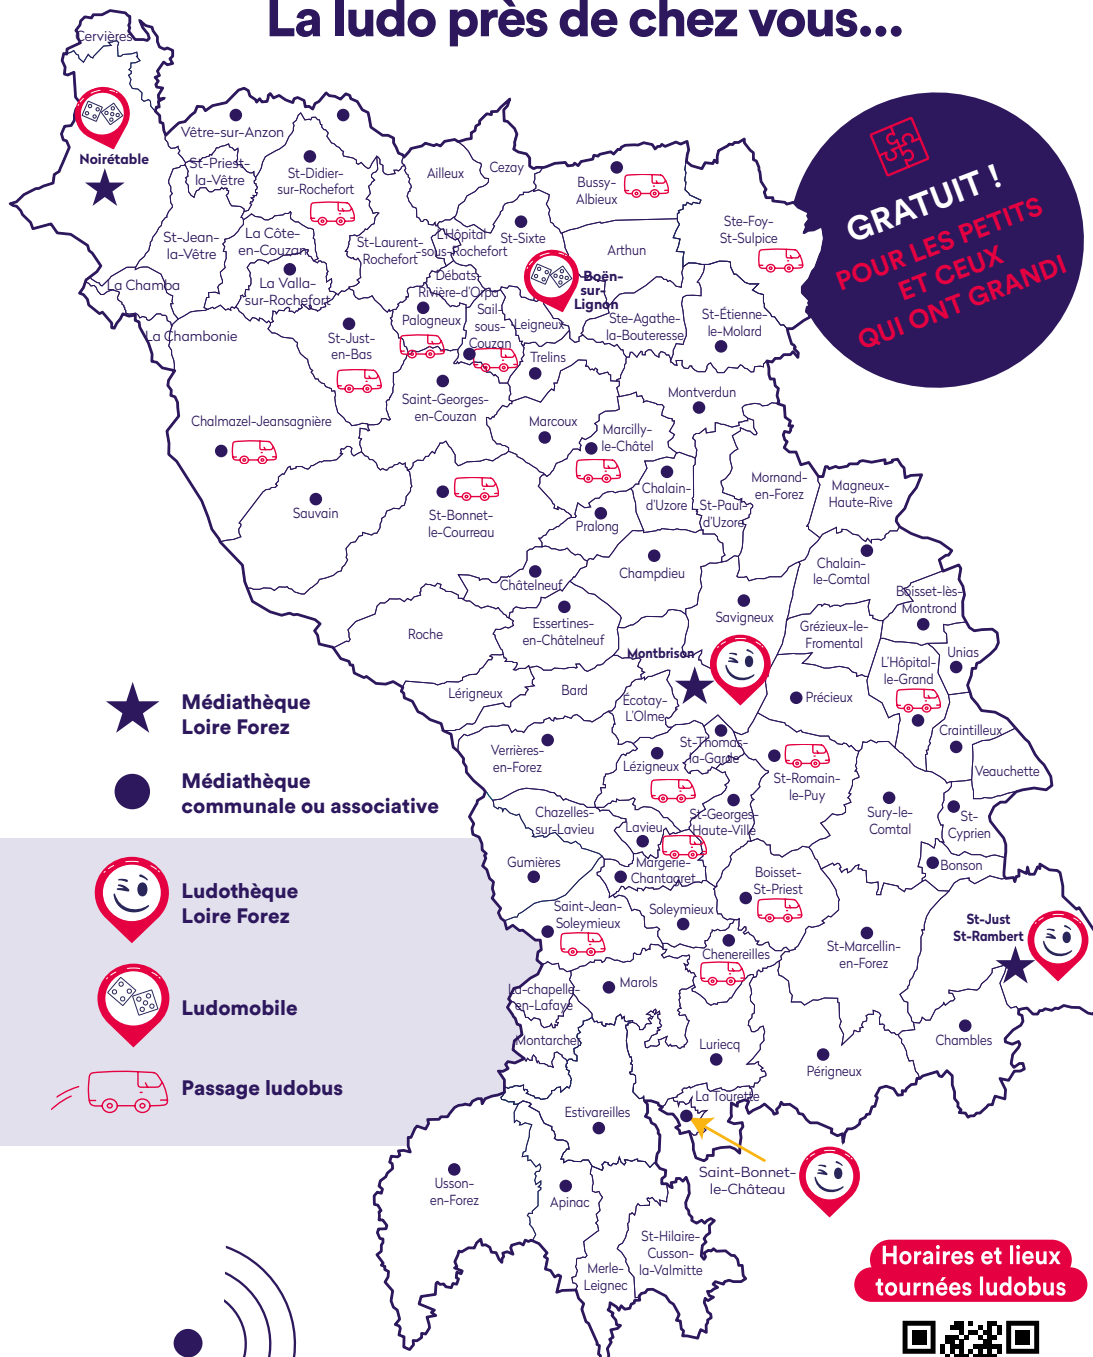 La ludo près de chez vous...
Cervières
Noirétable
Vêtre-sur-Anzon
St-Priest-
la-Vêtre
St-Didier-
sur-Rochefort
Ailleux
Cezay
Bussy-
Albieux
Ste-Foy-
St-Sulpice
GRATUIT !
POUR LES PETITS
ET CEUX
QUI ONT GRANDI
St-Jean-
la-Vêtre
La Côte-
en-Couzan
St-Laurent-
Rochefort
L'Hôpital-
sous-Rochefort
St-Sixte
Arthun
La Chamba
La Valla-
sur-Rochefort
Débats-
Rivière-d'Orpa
Boën-
sur-
Lignon
La Chambonie
St-Just-
en-Bas
Palogneux
Sail-
sous-
Couzan
Leigneux
Ste-Agathe-
la-Bouteresse
St-Étienne-
le-Molard
Trelins
Saint-Georges-
en-Couzan
Montverdun
Chalmazel-Jeansagnière
Marcoux
Marcilly-
le-Châtel
Sauvain
St-Bonnet-
le-Courreau
Pralong
Chalain-
d'Uzore
St-Paul-
d'Uzore
Mornand-
en-Forez
Magneux-
Haute-Rive
Châtelneuf
Champdieu
Chalain-
le-Comtal
Boisset-lès-
Montrond
Roche
Essertines-
en-Châtelneuf
Savigneux
Grézieux-le-
Fromental
Montbrison
L'Hôpital-
le-Grand
Unias
Lérigneux
Bard
Écotay-
L'Olme
Précieux
Craintilleux
Médiathèque
Loire Forez
Verrières-
en-Forez
Lézigneux
St-Thomas-
la-Garde
St-Romain-
le-Puy
Veauchette
Médiathèque
communale ou associative
Chazelles-
sur-Lavieu
Lavieu
St-Georges-
Haute-Ville
Sury-le-
Comtal
St-
Cyprien
Gumières
Margerie-
Chantagret
Boisset-
St-Priest
Bonson
Ludothèque
Loire Forez
Saint-Jean-
Soleymieux
Soleymieux
Chenereilles
St-Marcellin-
en-Forez
St-Just
St-Rambert
Ludomobile
La-chapelle-
en-Lafaye
Marols
Montarcher
Luriecq
Périgneux
Chambles
Passage ludobus
La Tourette
Estivareilles
Saint-Bonnet-
le-Château
Usson-
en-Forez
Apinac
St-Hilaire-
Cusson-
la-Valmitte
Merle-
Leignec
Horaires et lieux
tournées ludobus